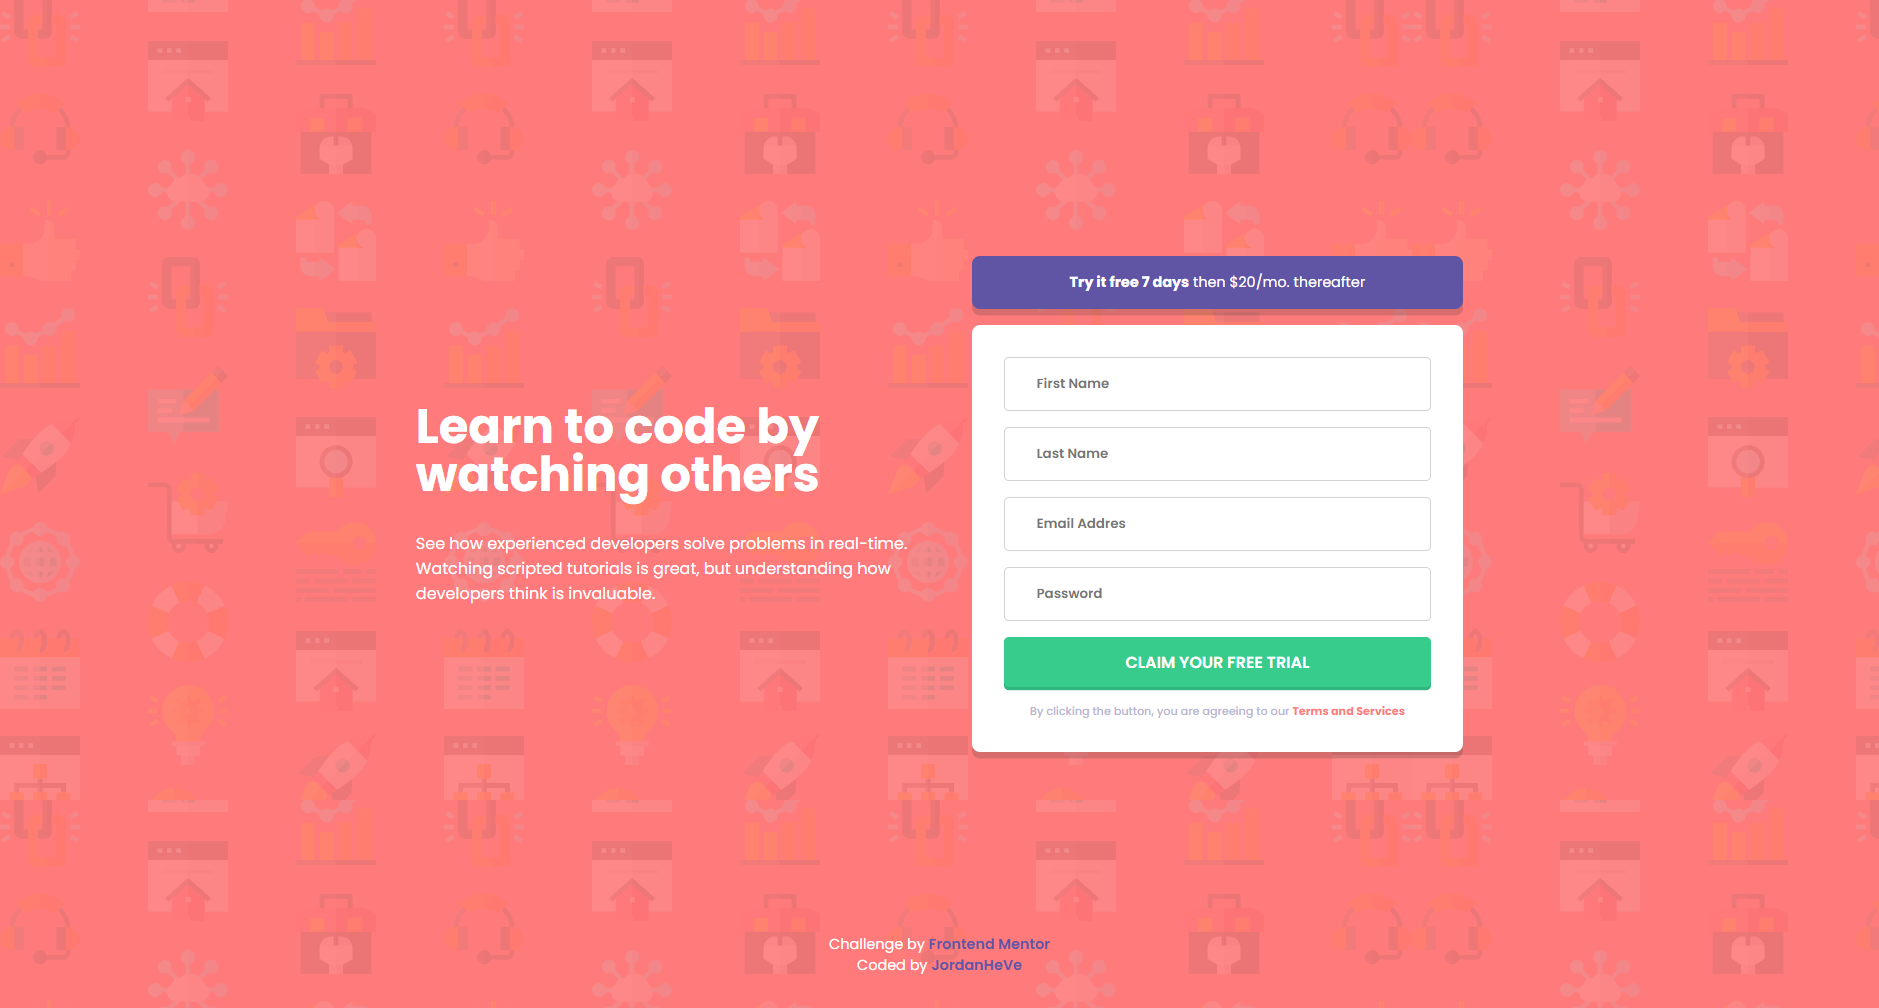 Learn to code by
watching others
See how experienced developers solve problems in real-time.
Watching scripted tutorials is great, but understanding how
developers think is invaluable.
Try it free 7 days then $20/mo. thereafter
First Name
Last Name
Email Addres
Password
CLAIM YOUR FREE TRIAL
By clicking the button, you are agreeing to our Terms and Services
Challenge by Frontend Mentor
Coded by JordanHeVe